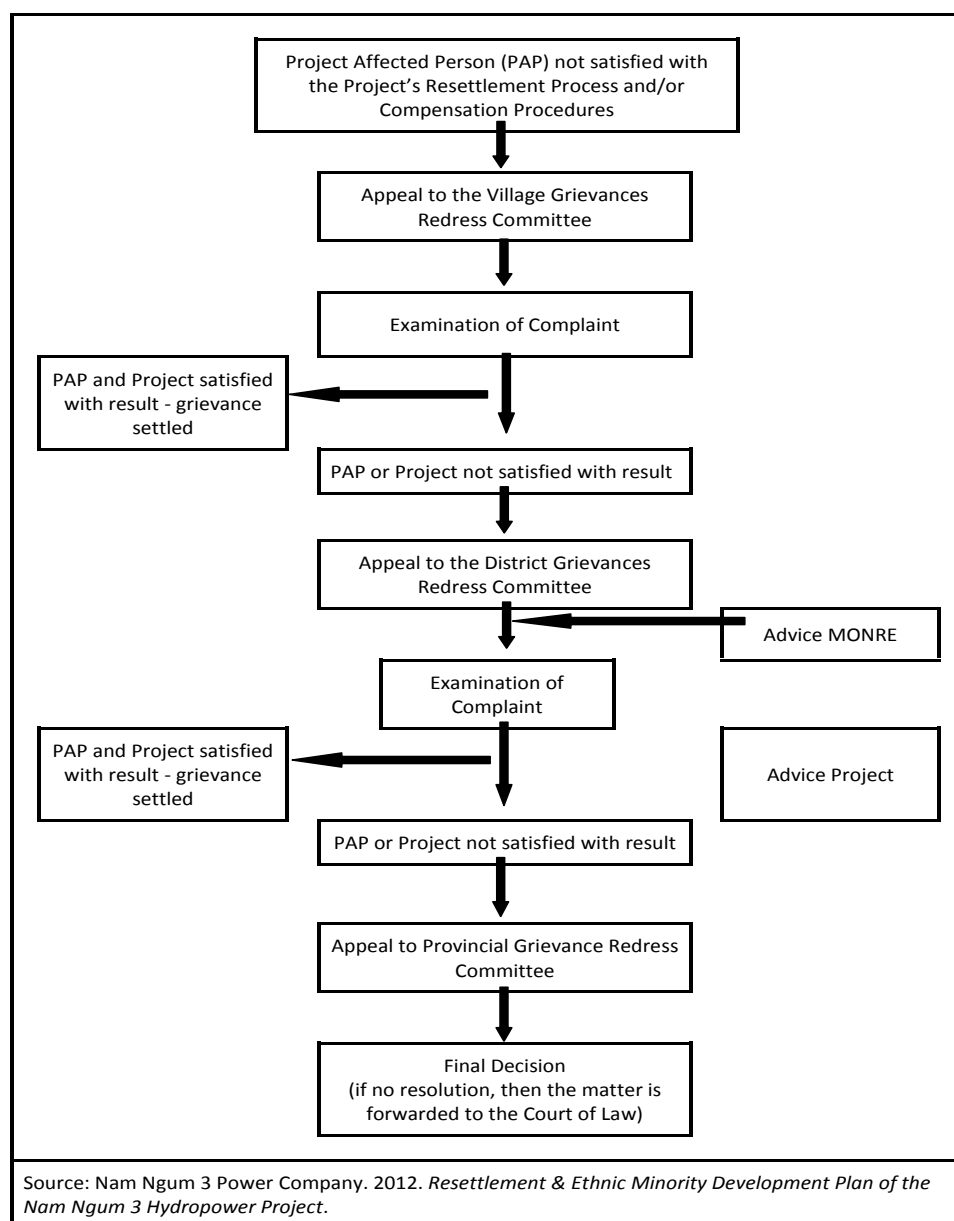 Project Affected Person (PAP) not satisfied with
the Project's Resettlement Process and/or
Compensation Procedures
Appeal to the Village Grievances
Redress Committee
Examination of Complaint
PAP and Project satisfied
with result - grievance
settled
PAP or Project not satisfied with result
Appeal to the District Grievances
Redress Committee
Advice MONRE
Examination of
Complaint
PAP and Project satisfied
with result - grievance
settled
Advice Project
PAP or Project not satisfied with result
Appeal to Provincial Grievance Redress
Committee
Final Decision
(if no resolution, then the matter is
forwarded to the Court of Law)
Source: Nam Ngum 3 Power Company. 2012. Resettlement & Ethnic Minority Development Plan of the
Nam Ngum 3 Hydropower Project.